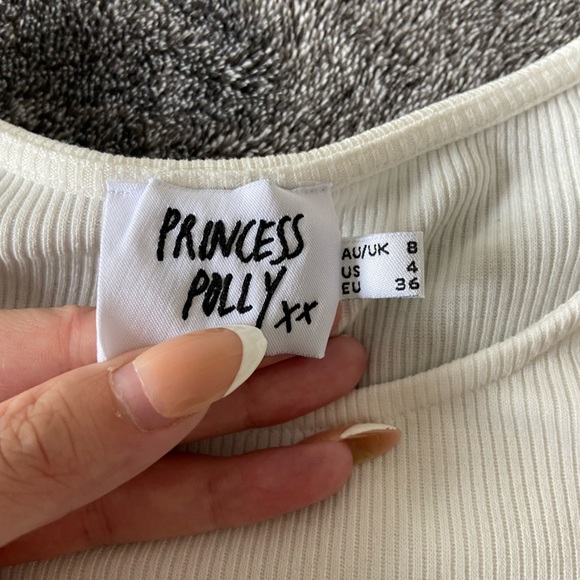 PRINCESS
POLLY
xx
AU/UK 8
US 4
EU 36